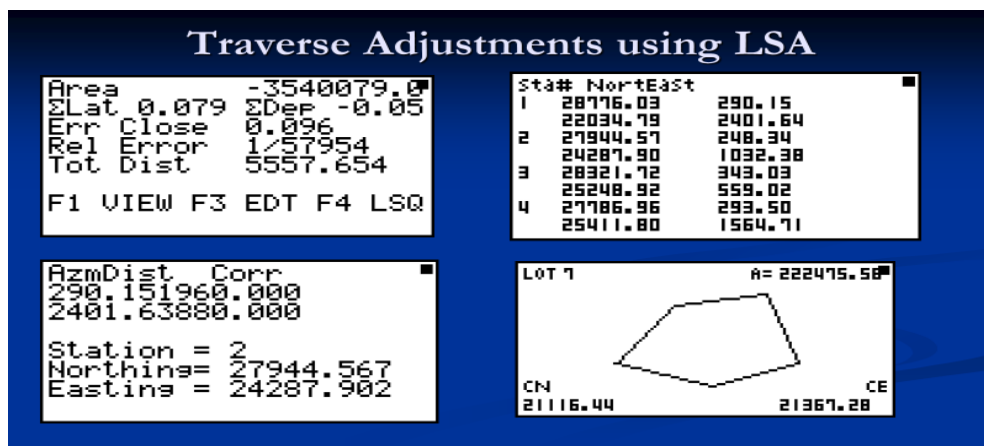 Traverse Adjustments using LSA
Area -3540079.0
ΣLat 0.079 ΣDep -0.05
Err Close 0.096
Rel Error 1/57954
Tot Dist 5557.654
F1 VIEW F3 EDT F4 LSQ
Sta# NortEast
1 28776.03 290.15
22034.79 2401.64
2 27944.57 248.34
24287.90 1032.38
3 28321.72 343.03
25248.92 559.02
4 27786.96 293.50
25411.80 1564.71
AzmDist Corr
290.151960.000
2401.63880.000
Station = 2
Northing= 27944.567
Easting = 24287.902
LOT 7 A= 222475.58
CN CE
21116.44 21367.28